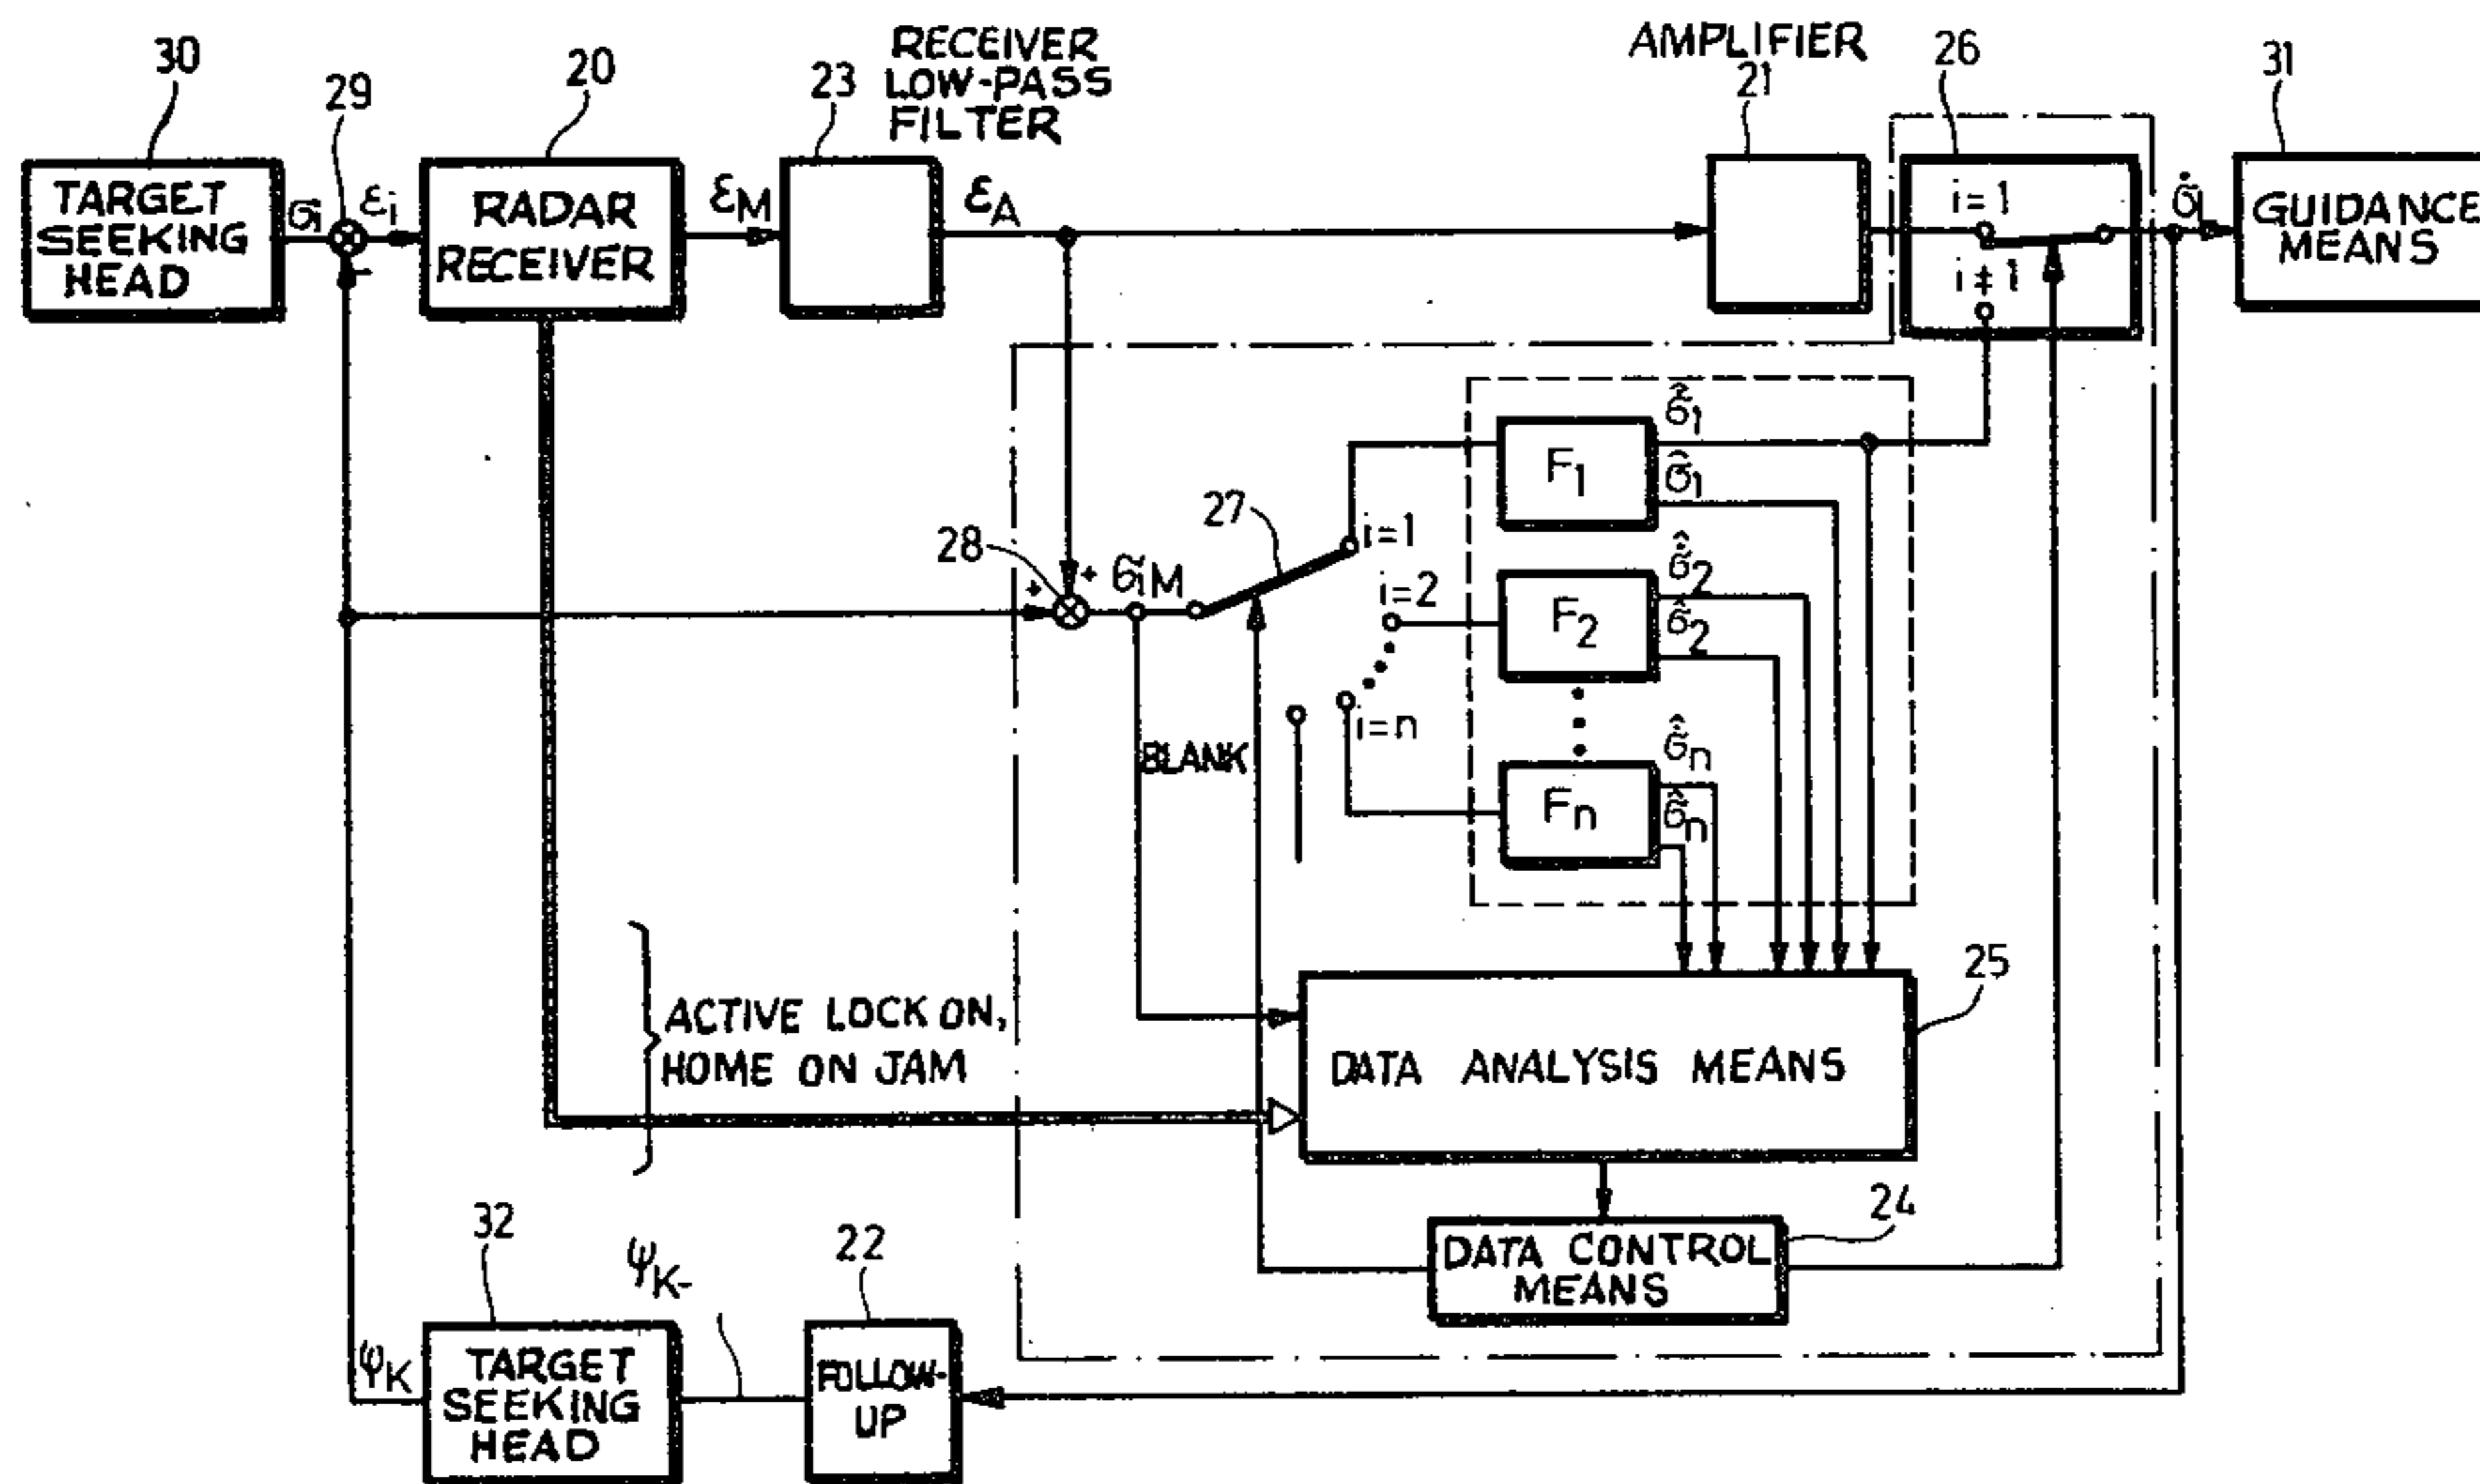 30
29
20
23
RECEIVER
LOW-PASS
FILTER
AMPLIFIER
21
26
31
TARGET
SEEKING
HEAD
σi
εi
RADAR
RECEIVER
εM
εA
i=1
i≠1
σ̇1
GUIDANCE
MEANS
+
-
28
+
+
σ̃iM
27
i=1
i=2
i=n
BLANK
F1
σ̇̂1
σ̂1
F2
σ̇̂2
σ̂2
Fn
σ̇̂n
σ̂n
25
ACTIVE LOCK ON,
HOME ON JAM
DATA ANALYSIS MEANS
24
DATA CONTROL
MEANS
32
ψK-
22
ψK
TARGET
SEEKING
HEAD
FOLLOW-
UP